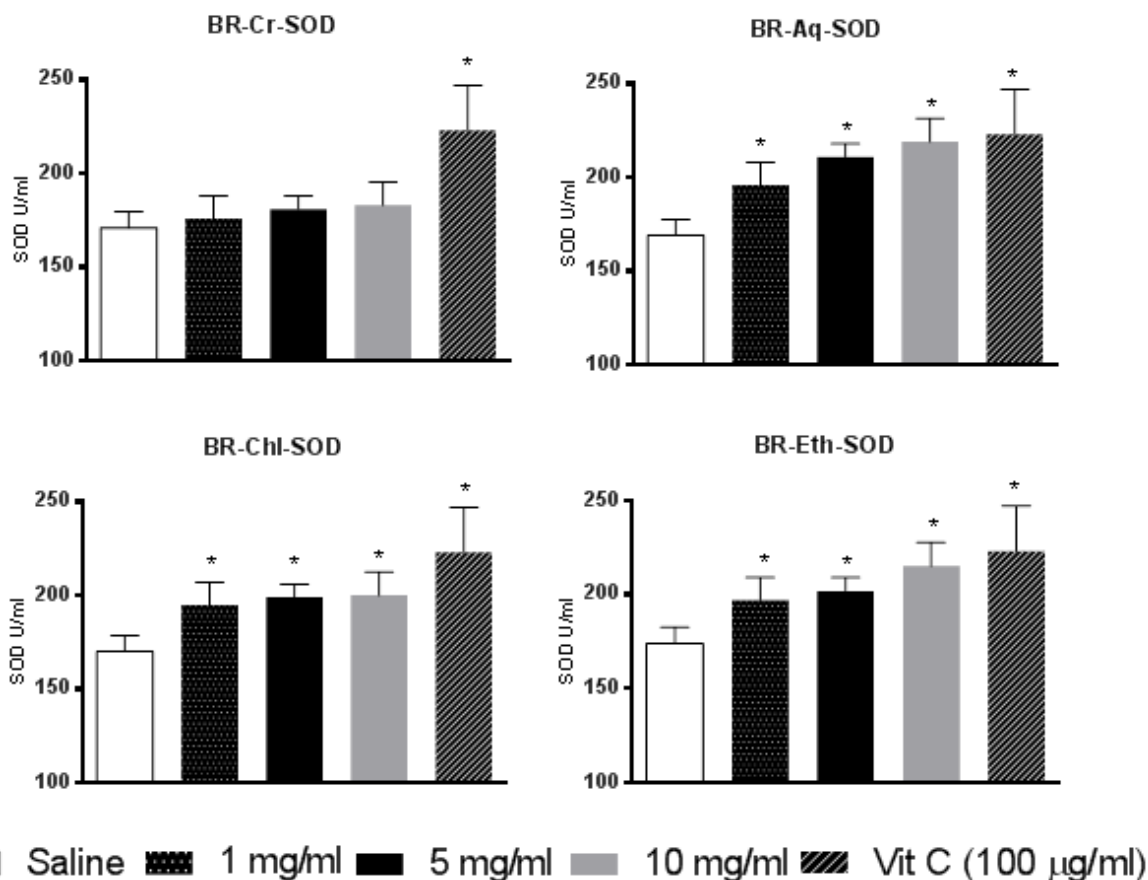 BR-Cr-SOD
*
250
200
150
100
SOD U/ml
BR-Aq-SOD
* * * *
250
200
150
100
SOD U/ml
BR-Chl-SOD
* * * *
250
200
150
100
SOD U/ml
BR-Eth-SOD
* * * *
250
200
150
100
SOD U/ml
Saline 1 mg/ml 5 mg/ml 10 mg/ml Vit C (100 μg/ml)